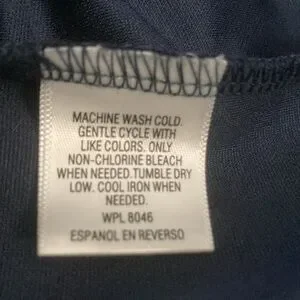 MACHINE WASH COLD.
GENTLE CYCLE WITH
LIKE COLORS. ONLY
NON-CHLORINE BLEACH
WHEN NEEDED. TUMBLE DRY
LOW. COOL IRON WHEN
NEEDED.
WPL 8046
ESPANOL EN REVERSO